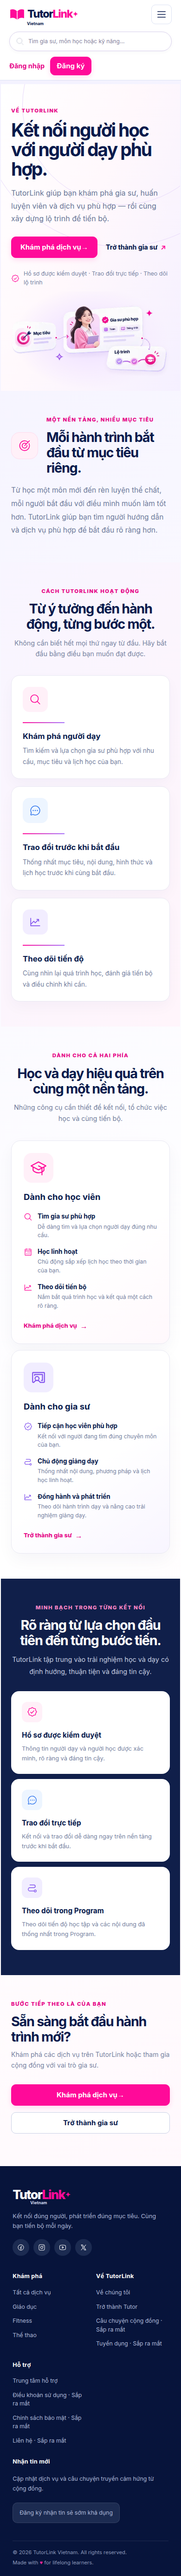 TutorLink
Vietnam
Tìm gia sư, môn học hoặc kỹ năng...
Đăng nhập
Đăng ký
VỀ TUTORLINK
Kết nối người học
với người dạy phù
hợp.
TutorLink giúp bạn khám phá gia sư, huấn
luyện viên và dịch vụ phù hợp — rồi cùng
xây dựng lộ trình để tiến bộ.
Khám phá dịch vụ →
Trở thành gia sư ↗
Hồ sơ được kiểm duyệt · Trao đổi trực tiếp · Theo dõi
lộ trình
Mục tiêu
Gia sư phù hợp
Lộ trình
MỘT NỀN TẢNG, NHIỀU MỤC TIÊU
Mỗi hành trình bắt
đầu từ mục tiêu
riêng.
Từ học một môn mới đến rèn luyện thể chất,
mỗi người bắt đầu với điều mình muốn làm tốt
hơn. TutorLink giúp bạn tìm người hướng dẫn
và dịch vụ phù hợp để bắt đầu rõ ràng hơn.
CÁCH TUTORLINK HOẠT ĐỘNG
Từ ý tưởng đến hành
động, từng bước một.
Không cần biết hết mọi thứ ngay từ đầu. Hãy bắt
đầu bằng điều bạn muốn đạt được.
Khám phá người dạy
Tìm kiếm và lựa chọn gia sư phù hợp với nhu
cầu, mục tiêu và lịch học của bạn.
Trao đổi trước khi bắt đầu
Thống nhất mục tiêu, nội dung, hình thức và
lịch học trước khi cùng bắt đầu.
Theo dõi tiến độ
Cùng nhìn lại quá trình học, đánh giá tiến bộ
và điều chỉnh khi cần.
DÀNH CHO CẢ HAI PHÍA
Học và dạy hiệu quả trên
cùng một nền tảng.
Những công cụ cần thiết để kết nối, tổ chức việc
học và cùng tiến bộ.
Dành cho học viên
Tìm gia sư phù hợp
Dễ dàng tìm và lựa chọn người dạy đúng nhu
cầu.
Học linh hoạt
Chủ động sắp xếp lịch học theo thời gian
của bạn.
Theo dõi tiến bộ
Nắm bắt quá trình học và kết quả một cách
rõ ràng.
Khám phá dịch vụ →
Dành cho gia sư
Tiếp cận học viên phù hợp
Kết nối với người đang tìm đúng chuyên môn
của bạn.
Chủ động giảng dạy
Thống nhất nội dung, phương pháp và lịch
học linh hoạt.
Đồng hành và phát triển
Theo dõi hành trình dạy và nâng cao trải
nghiệm giảng dạy.
Trở thành gia sư →
MINH BẠCH TRONG TỪNG KẾT NỐI
Rõ ràng từ lựa chọn đầu
tiên đến từng bước tiến.
TutorLink tập trung vào trải nghiệm học và dạy có
định hướng, thuận tiện và đáng tin cậy.
Hồ sơ được kiểm duyệt
Thông tin người dạy và người học được xác
minh, rõ ràng và đáng tin cậy.
Trao đổi trực tiếp
Kết nối và trao đổi dễ dàng ngay trên nền tảng
trước khi bắt đầu.
Theo dõi trong Program
Theo dõi tiến độ học tập và các nội dung đã
thống nhất trong Program.
BƯỚC TIẾP THEO LÀ CỦA BẠN
Sẵn sàng bắt đầu hành
trình mới?
Khám phá các dịch vụ trên TutorLink hoặc tham gia
cộng đồng với vai trò gia sư.
Khám phá dịch vụ →
Trở thành gia sư
TutorLink
Vietnam
Kết nối đúng người, phát triển đúng mục tiêu. Cùng
bạn tiến bộ mỗi ngày.
Khám phá
Tất cả dịch vụ
Giáo dục
Fitness
Thể thao
Về TutorLink
Về chúng tôi
Trở thành Tutor
Câu chuyện cộng đồng ·
Sắp ra mắt
Tuyển dụng · Sắp ra mắt
Hỗ trợ
Trung tâm hỗ trợ
Điều khoản sử dụng · Sắp
ra mắt
Chính sách bảo mật · Sắp
ra mắt
Liên hệ · Sắp ra mắt
Nhận tin mới
Cập nhật dịch vụ và câu chuyện truyền cảm hứng từ
cộng đồng.
Đăng ký nhận tin sẽ sớm khả dụng
© 2026 TutorLink Vietnam. All rights reserved.
Made with ♥ for lifelong learners.